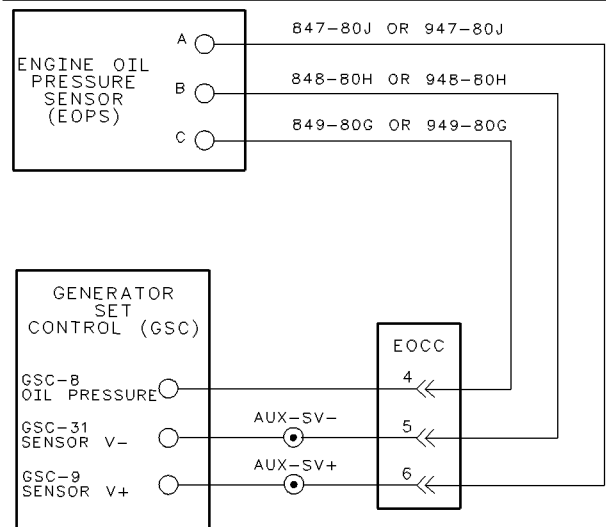 A
847-80J OR 947-80J
ENGINE OIL
PRESSURE
SENSOR
(EOPS)
B
848-80H OR 948-80H
C
849-80G OR 949-80G
GENERATOR
SET
CONTROL (GSC)
EOCC
GSC-8
OIL PRESSURE
4
GSC-31
SENSOR V-
AUX-SV-
5
GSC-9
SENSOR V+
AUX-SV+
6